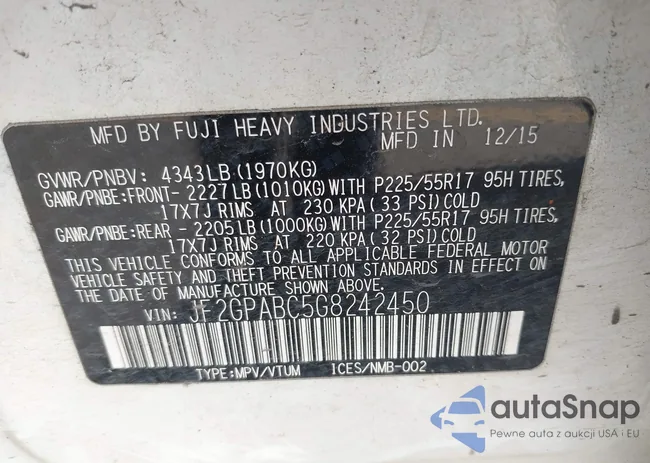 MFD BY FUJI HEAVY INDUSTRIES LTD.
MFD IN 12/15
GVWR/PNBV: 4343LB(1970KG)
GAWR/PNBE:FRONT- 2227LB(1010KG)WITH P225/55R17 95H TIRES,
17X7J RIMS AT 230 KPA(33 PSI)COLD
GAWR/PNBE:REAR - 2205LB(1000KG)WITH P225/55R17 95H TIRES,
17X7J RIMS AT 220 KPA(32 PSI)COLD
THIS VEHICLE CONFORMS TO ALL APPLICABLE FEDERAL MOTOR
VEHICLE SAFETY AND THEFT PREVENTION STANDARDS IN EFFECT
ON THE DATE OF MANUFACTURE SHOWN ABOVE.
VIN: JF2GPABC5G8242450
TYPE:MPV/VTUM ICES/NMB-002
autaSnap
Pewne auta z aukcji USA i EU